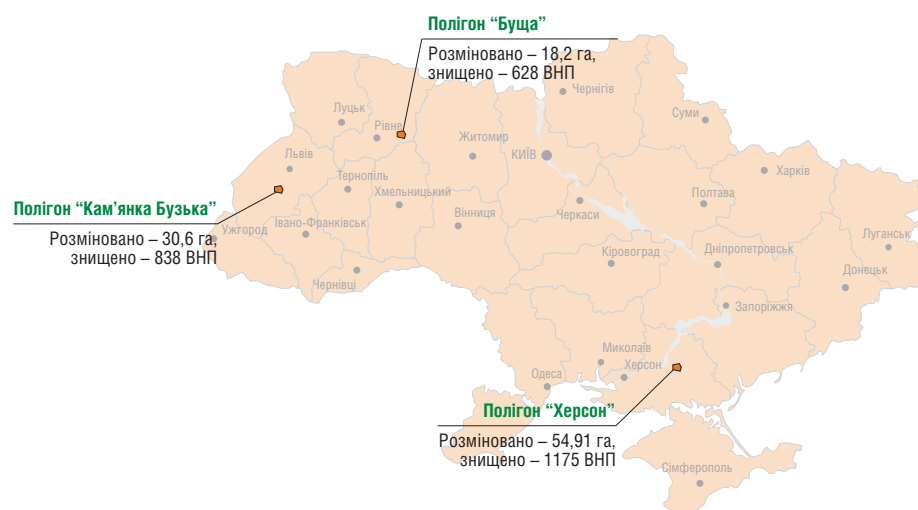 Полігон “Буща”
Розміновано – 18,2 га,
знищено – 628 ВНП
Чернігів
Суми
Луцьк
Рівне
Житомир
КИЇВ
Львів
Харків
Тернопіль
Хмельницький
Полтава
Полігон “Кам’янка Бузька”
Розміновано – 30,6 га,
знищено – 838 ВНП
Ужгород
Івано-Франківськ
Вінниця
Черкаси
Луганськ
Кіровоград
Дніпропетровськ
Донецьк
Чернівці
Запоріжжя
Миколаїв
Херсон
Одеса
Полігон “Херсон”
Розміновано – 54,91 га,
знищено – 1175 ВНП
Сімферополь